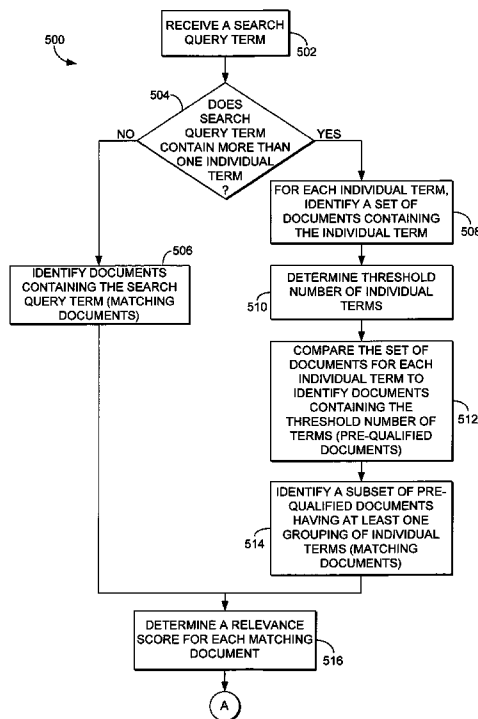 RECEIVE A SEARCH
QUERY TERM
502
500
504
DOES
SEARCH
QUERY TERM
CONTAIN MORE THAN
ONE INDIVIDUAL
TERM
?
NO
YES
FOR EACH INDIVIDUAL TERM,
IDENTIFY A SET OF
DOCUMENTS CONTAINING
THE INDIVIDUAL TERM
508
506
IDENTIFY DOCUMENTS
CONTAINING THE SEARCH
QUERY TERM (MATCHING
DOCUMENTS)
DETERMINE THRESHOLD
NUMBER OF INDIVIDUAL
TERMS
510
COMPARE THE SET OF
DOCUMENTS FOR EACH
INDIVIDUAL TERM TO
IDENTIFY DOCUMENTS
CONTAINING THE
THRESHOLD NUMBER OF
TERMS (PRE-QUALIFIED
DOCUMENTS)
512
IDENTIFY A SUBSET OF PRE-
QUALIFIED DOCUMENTS
HAVING AT LEAST ONE
GROUPING OF INDIVIDUAL
TERMS (MATCHING
DOCUMENTS)
514
DETERMINE A RELEVANCE
SCORE FOR EACH MATCHING
DOCUMENT
516
A